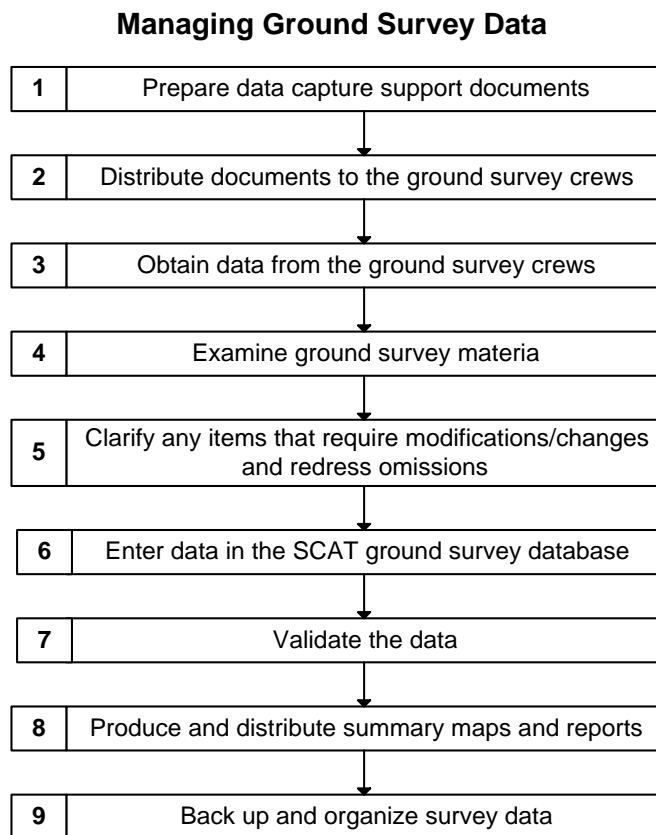 Managing Ground Survey Data
1 Prepare data capture support documents
2 Distribute documents to the ground survey crews
3 Obtain data from the ground survey crews
4 Examine ground survey materia
5 Clarify any items that require modifications/changes
and redress omissions
6 Enter data in the SCAT ground survey database
7 Validate the data
8 Produce and distribute summary maps and reports
9 Back up and organize survey data